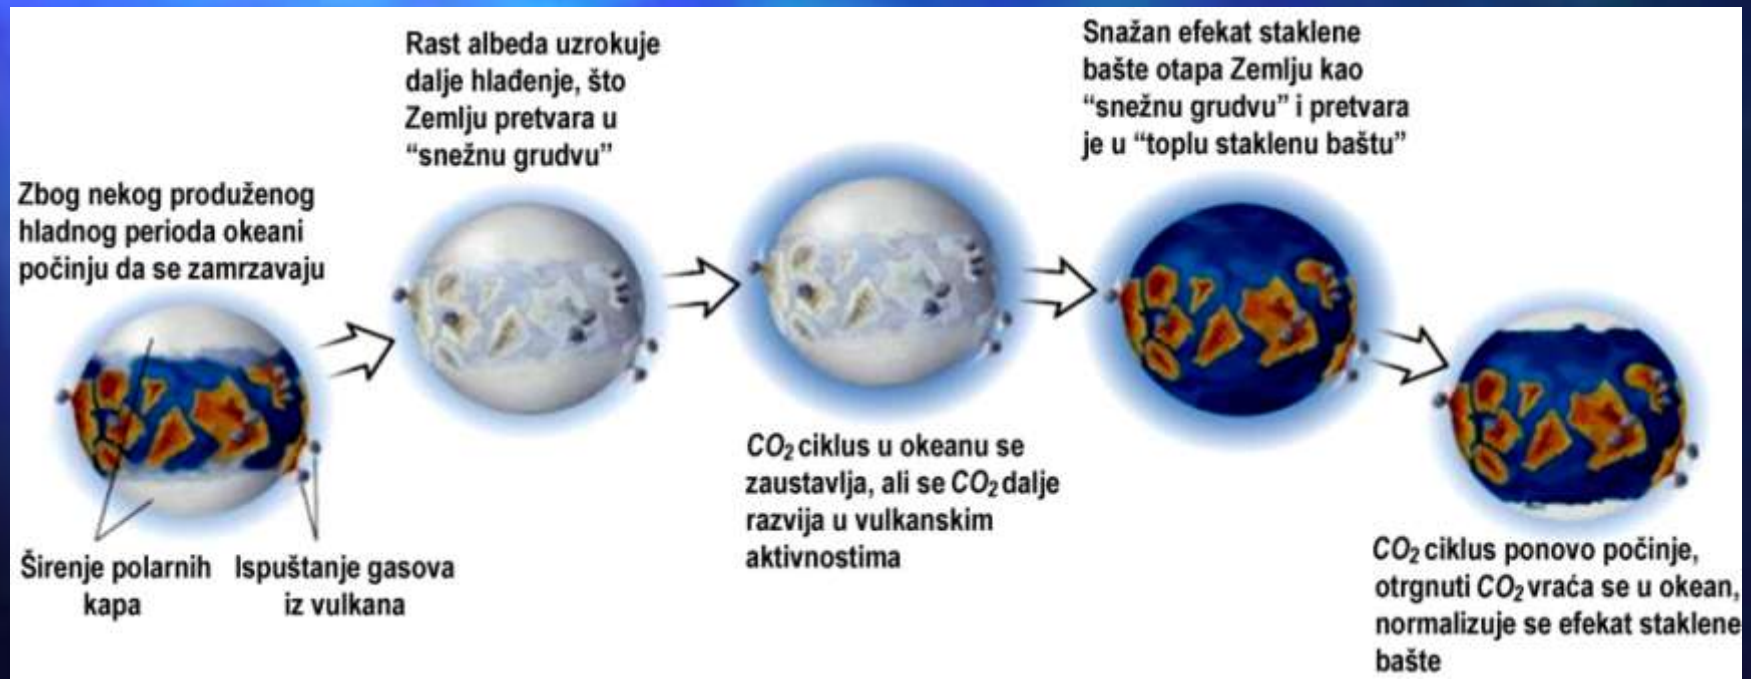 Zbog nekog produženog
hladnog perioda okeani
počinju da se zamrzavaju
Širenje polarnih
kapa
Ispuštanje gasova
iz vulkana
Rast albeda uzrokuje
dalje hlađenje, što
Zemlju pretvara u
“snežnu grudvu”
CO₂ ciklus u okeanu se
zaustavlja, ali se CO₂ dalje
razvija u vulkanskim
aktivnostima
Snažan efekat staklene
bašte otapa Zemlju kao
“snežnu grudvu” i pretvara
je u “toplu staklenu baštu”
CO₂ ciklus ponovo počinje,
otrgnuti CO₂ vraća se u okean,
normalizuje se efekat staklene
bašte